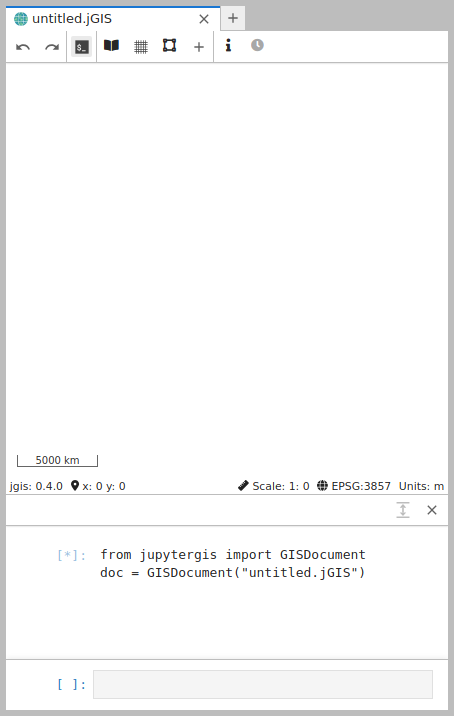 untitled.jGIS
$_
5000 km
jgis: 0.4.0 x: 0 y: 0 Scale: 1: 0 EPSG:3857 Units: m
[*]: from jupytergis import GISDocument
doc = GISDocument("untitled.jGIS")
[ ]: